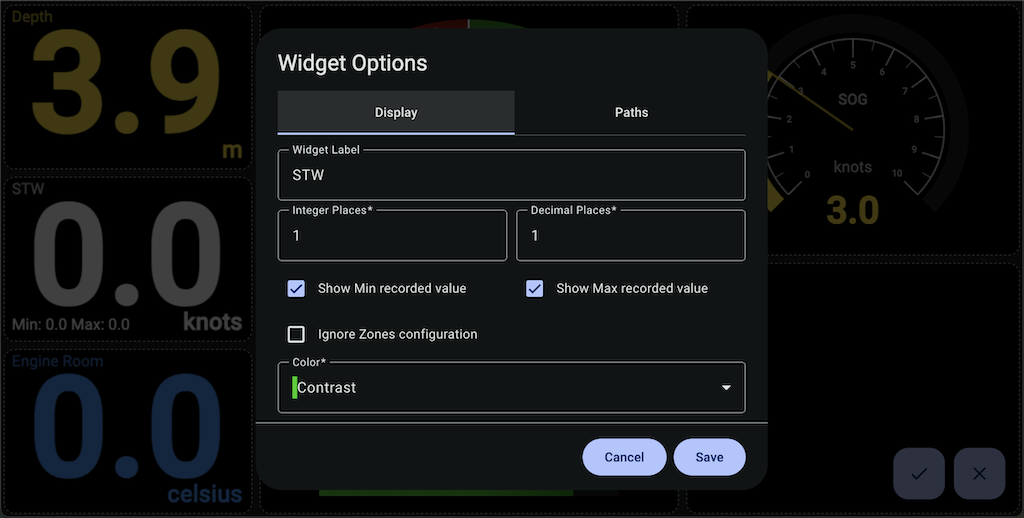 Depth
3.9
m
STW
0.0
Min: 0.0 Max: 0.0
knots
Engine Room
0.0
celsius
Widget Options
Display
Paths
Widget Label
STW
Integer Places*
1
Decimal Places*
1
Show Min recorded value
Show Max recorded value
Ignore Zones configuration
Color*
Contrast
Cancel
Save
0
1
2
3
4
5
6
7
8
9
10
SOG
knots
3.0